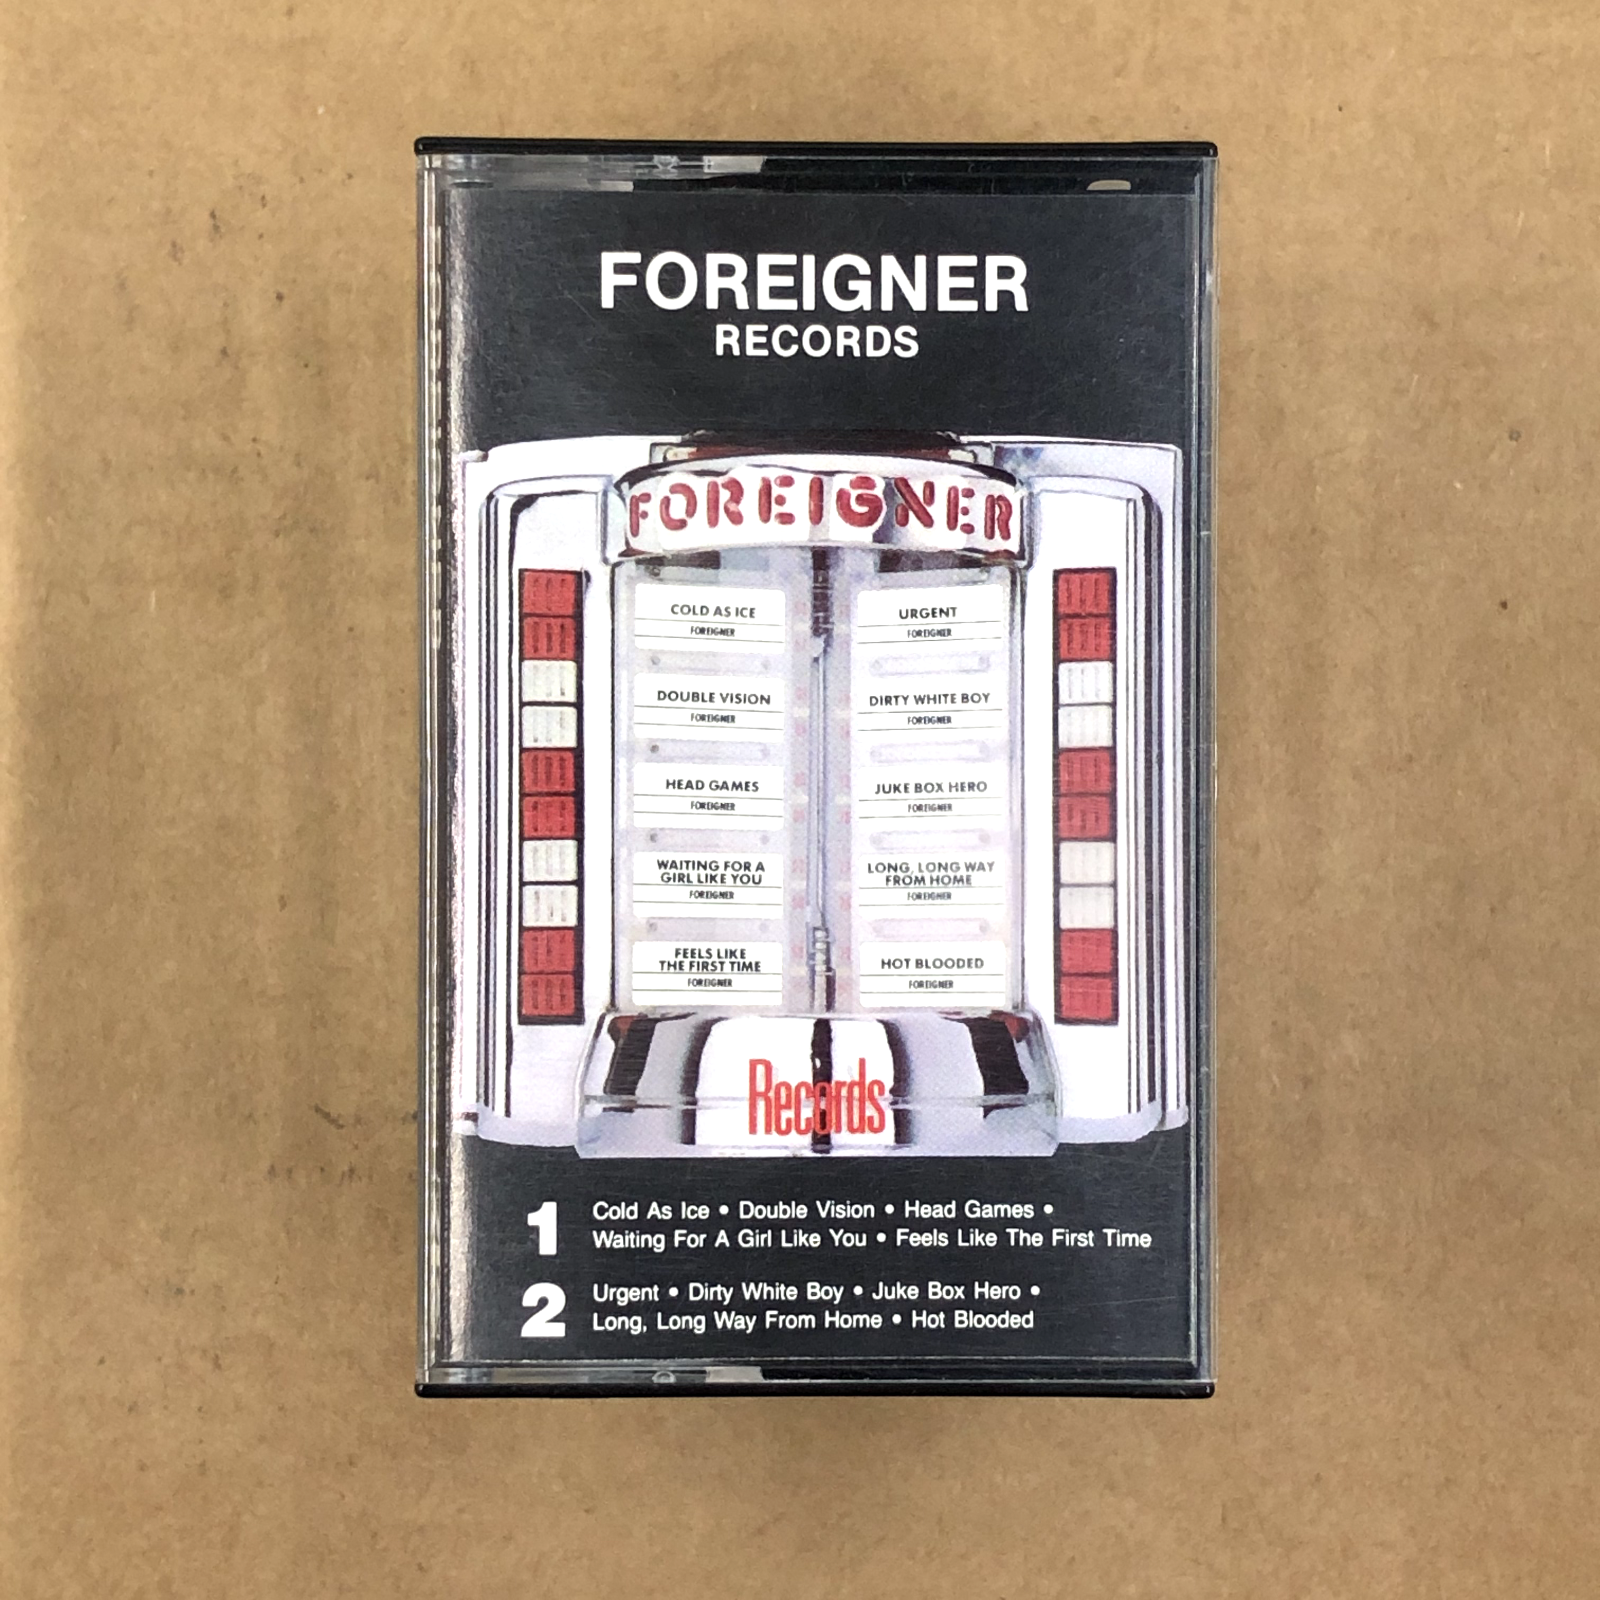 FOREIGNER
RECORDS
FOREIGNER
COLD AS ICE
FOREIGNER
DOUBLE VISION
FOREIGNER
HEAD GAMES
FOREIGNER
WAITING FOR A
GIRL LIKE YOU
FOREIGNER
FEELS LIKE
THE FIRST TIME
FOREIGNER
URGENT
FOREIGNER
DIRTY WHITE BOY
FOREIGNER
JUKE BOX HERO
FOREIGNER
LONG, LONG WAY
FROM HOME
FOREIGNER
HOT BLOODED
FOREIGNER
Records
1 Cold As Ice • Double Vision • Head Games •
Waiting For A Girl Like You • Feels Like The First Time
2 Urgent • Dirty White Boy • Juke Box Hero •
Long, Long Way From Home • Hot Blooded